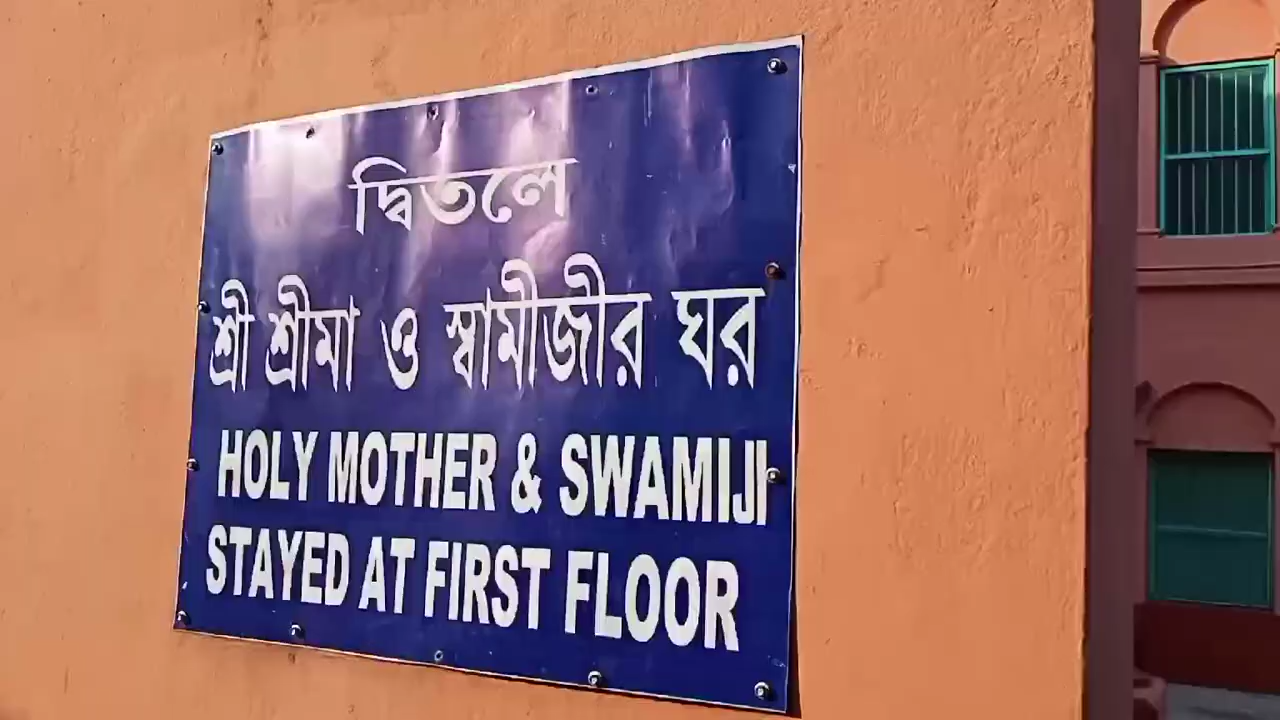 দ্বিতলে
শ্রী শ্রীমা ও স্বামীজীর ঘর
HOLY MOTHER & SWAMIJI
STAYED AT FIRST FLOOR